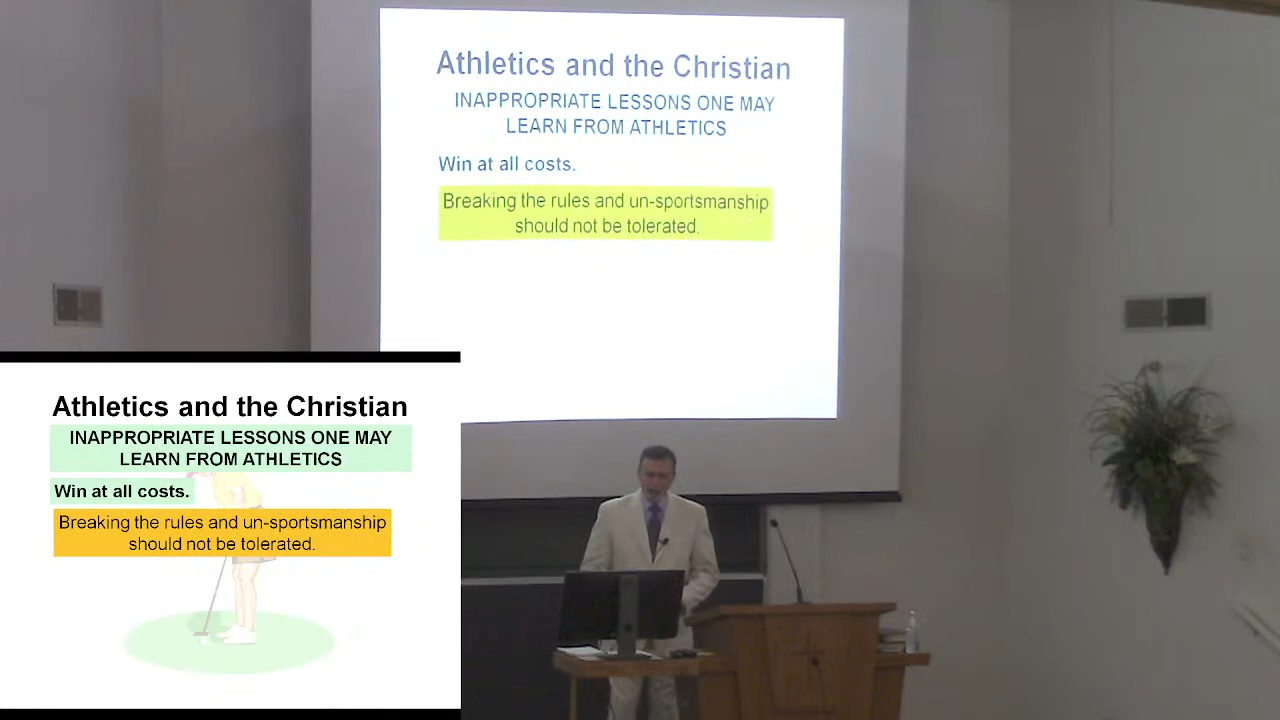 Athletics and the Christian
INAPPROPRIATE LESSONS ONE MAY
LEARN FROM ATHLETICS
Win at all costs.
Breaking the rules and un-sportsmanship
should not be tolerated.
Athletics and the Christian
INAPPROPRIATE LESSONS ONE MAY
LEARN FROM ATHLETICS
Win at all costs.
Breaking the rules and un-sportsmanship
should not be tolerated.